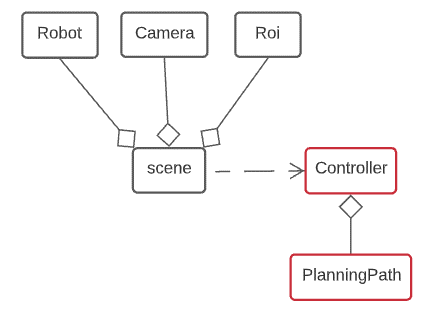 Robot
Camera
Roi
scene
Controller
PlanningPath